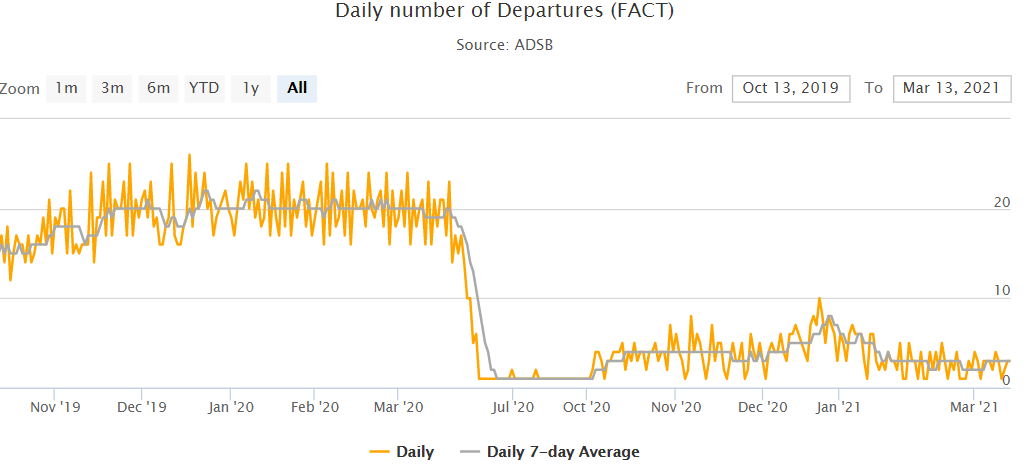 Daily number of Departures (FACT)
Source: ADSB
Zoom 1m 3m 6m YTD 1y All From Oct 13, 2019 To Mar 13, 2021
20
10
0
Nov '19 Dec '19 Jan '20 Feb '20 Mar '20 Jul '20 Oct '20 Nov '20 Dec '20 Jan '21 Mar '21
Daily Daily 7-day Average